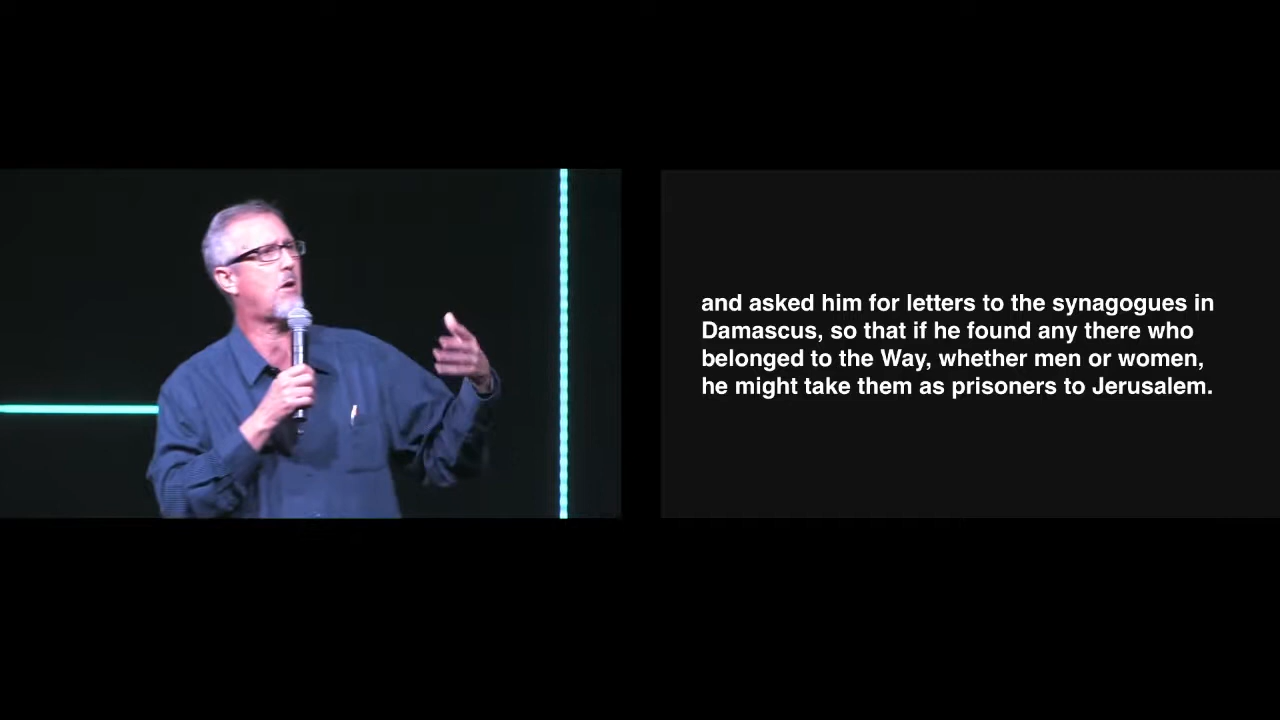 and asked him for letters to the synagogues in
Damascus, so that if he found any there who
belonged to the Way, whether men or women,
he might take them as prisoners to Jerusalem.